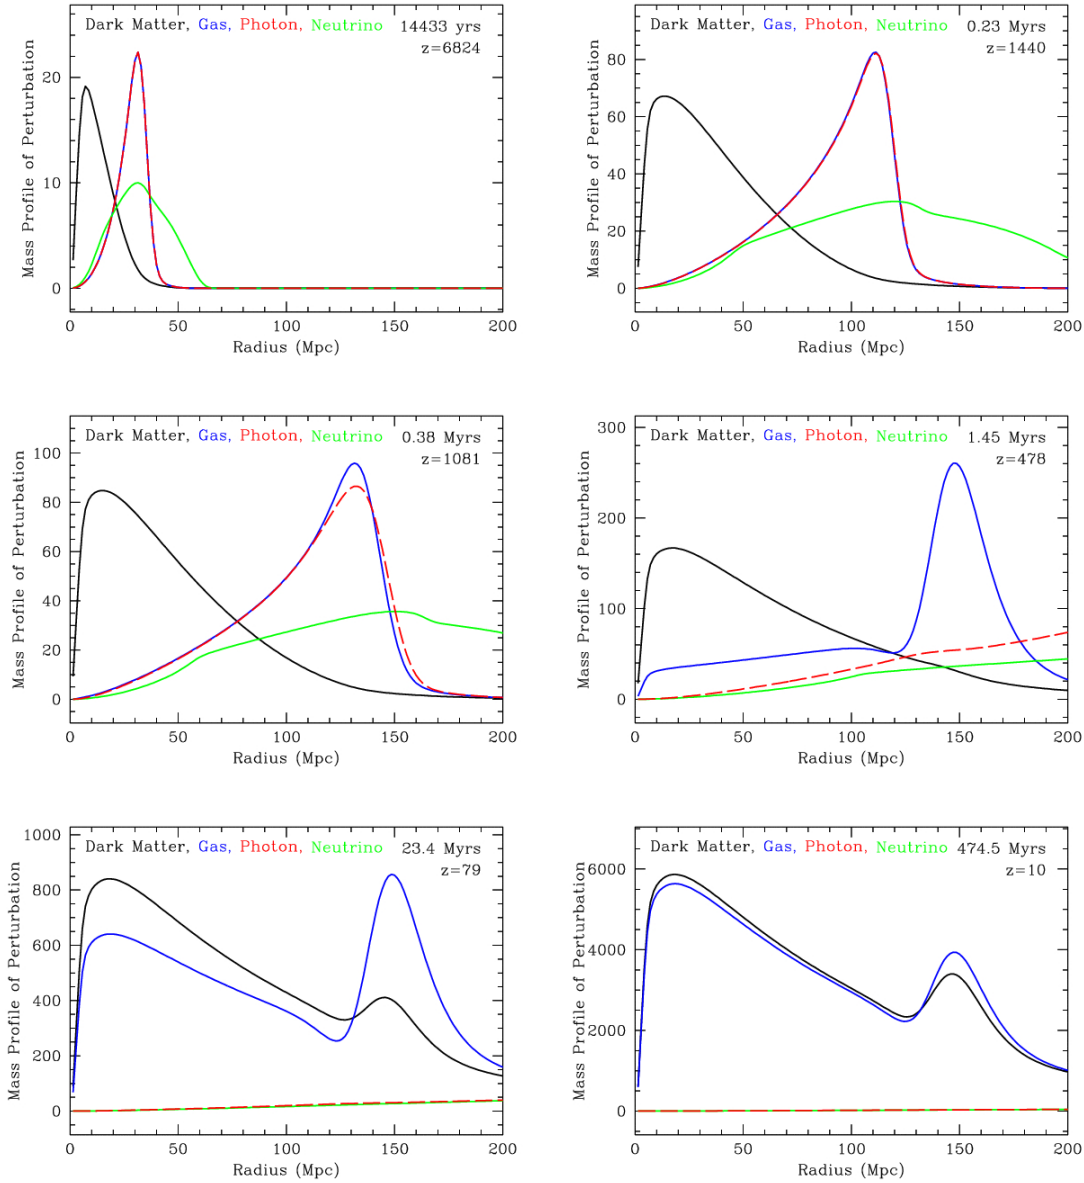 Dark Matter, Gas, Photon, Neutrino 14433 yrs
z=6824
Mass Profile of Perturbation
20
10
0
0 50 100 150 200
Radius (Mpc)
Dark Matter, Gas, Photon, Neutrino 0.23 Myrs
z=1440
Mass Profile of Perturbation
80
60
40
20
0
0 50 100 150 200
Radius (Mpc)
Dark Matter, Gas, Photon, Neutrino 0.38 Myrs
z=1081
Mass Profile of Perturbation
100
80
60
40
20
0
0 50 100 150 200
Radius (Mpc)
Dark Matter, Gas, Photon, Neutrino 1.45 Myrs
z=478
Mass Profile of Perturbation
300
200
100
0
0 50 100 150 200
Radius (Mpc)
Dark Matter, Gas, Photon, Neutrino 23.4 Myrs
z=79
Mass Profile of Perturbation
1000
800
600
400
200
0
0 50 100 150 200
Radius (Mpc)
Dark Matter, Gas, Photon, Neutrino 474.5 Myrs
z=10
Mass Profile of Perturbation
6000
4000
2000
0
0 50 100 150 200
Radius (Mpc)